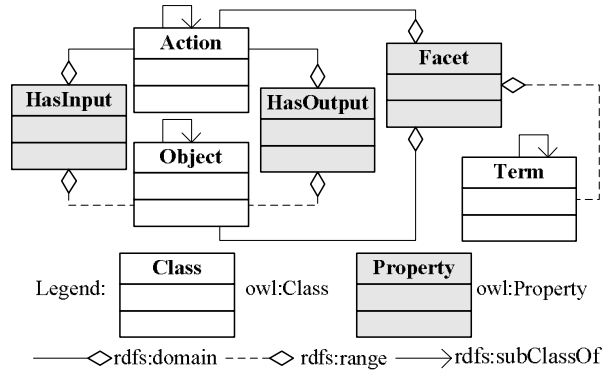 Action
Facet
HasInput
HasOutput
Object
Term
Class
Property
Legend:
owl:Class
owl:Property
rdfs:domain
rdfs:range
rdfs:subClassOf